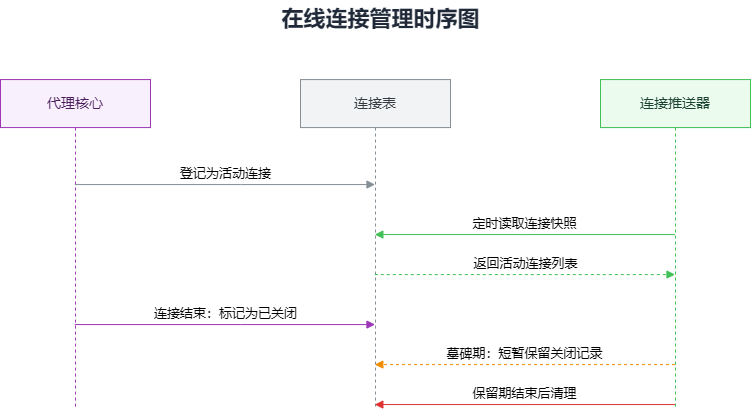 在线连接管理时序图
代理核心
连接表
连接推送器
登记为活动连接
定时读取连接快照
返回活动连接列表
连接结束：标记为已关闭
墓碑期：短暂保留关闭记录
保留期结束后清理